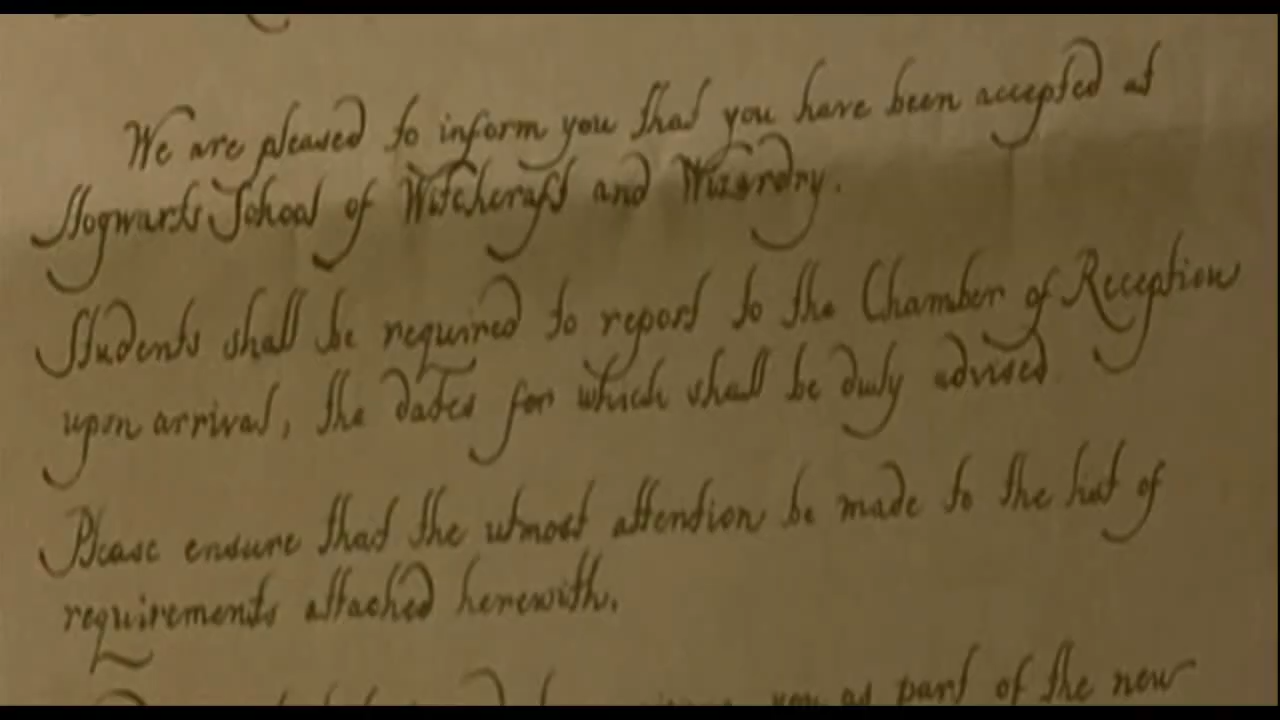 We are pleased to inform you that you have been accepted at
Hogwarts School of Witchcraft and Wizardry.
Students shall be required to report to the Chamber of Reception
upon arrival, the dates for which shall be duly advised
Please ensure that the utmost attention be made to the list of
requirements attached herewith.
you as part of the new